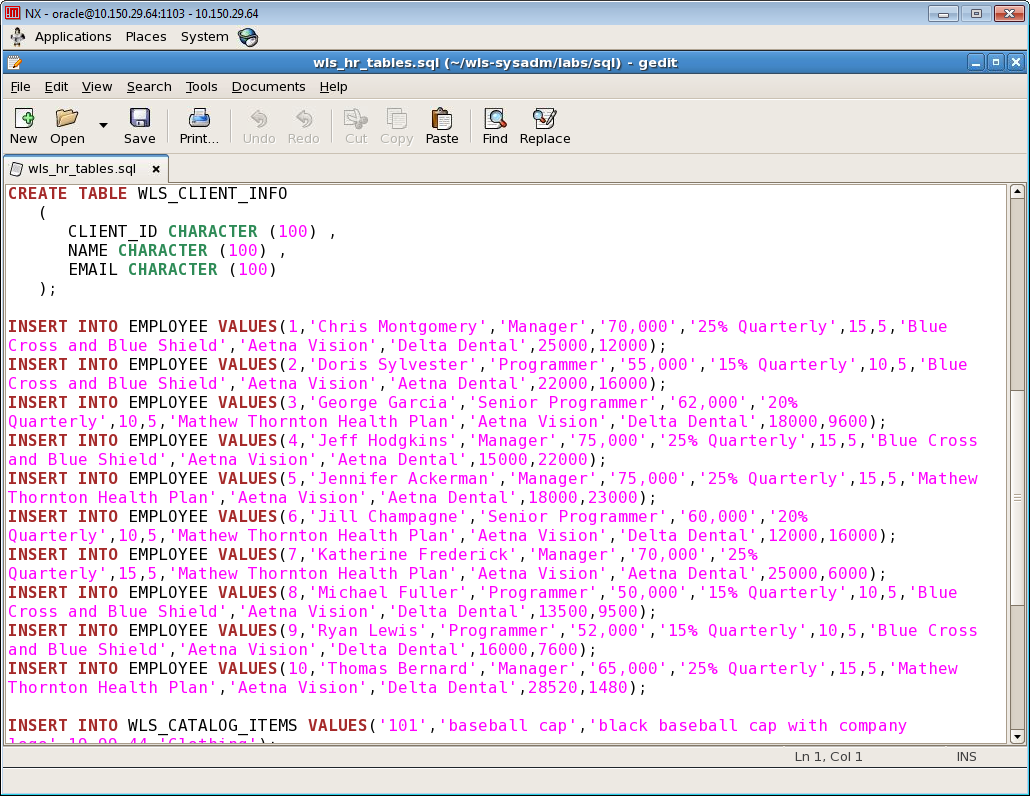 NX - oracle@10.150.29.64:1103 - 10.150.29.64
Applications Places System
wls_hr_tables.sql (~/wls-sysadm/labs/sql) - gedit
File Edit View Search Tools Documents Help
New Open Save Print... Undo Redo Cut Copy Paste Find Replace
wls_hr_tables.sql
CREATE TABLE WLS_CLIENT_INFO
(
CLIENT_ID CHARACTER (100) ,
NAME CHARACTER (100) ,
EMAIL CHARACTER (100)
);
INSERT INTO EMPLOYEE VALUES(1,'Chris Montgomery','Manager','70,000','25% Quarterly',15,5,'Blue
Cross and Blue Shield','Aetna Vision','Delta Dental',25000,12000);
INSERT INTO EMPLOYEE VALUES(2,'Doris Sylvester','Programmer','55,000','15% Quarterly',10,5,'Blue
Cross and Blue Shield','Aetna Vision','Aetna Dental',22000,16000);
INSERT INTO EMPLOYEE VALUES(3,'George Garcia','Senior Programmer','62,000','20%
Quarterly',10,5,'Mathew Thornton Health Plan','Aetna Vision','Delta Dental',18000,9600);
INSERT INTO EMPLOYEE VALUES(4,'Jeff Hodgkins','Manager','75,000','25% Quarterly',15,5,'Blue Cross
and Blue Shield','Aetna Vision','Aetna Dental',15000,22000);
INSERT INTO EMPLOYEE VALUES(5,'Jennifer Ackerman','Manager','75,000','25% Quarterly',15,5,'Mathew
Thornton Health Plan','Aetna Vision','Aetna Dental',18000,23000);
INSERT INTO EMPLOYEE VALUES(6,'Jill Champagne','Senior Programmer','60,000','20%
Quarterly',10,5,'Mathew Thornton Health Plan','Aetna Vision','Delta Dental',12000,16000);
INSERT INTO EMPLOYEE VALUES(7,'Katherine Frederick','Manager','70,000','25%
Quarterly',15,5,'Mathew Thornton Health Plan','Aetna Vision','Aetna Dental',25000,6000);
INSERT INTO EMPLOYEE VALUES(8,'Michael Fuller','Programmer','50,000','15% Quarterly',10,5,'Blue
Cross and Blue Shield','Aetna Vision','Delta Dental',13500,9500);
INSERT INTO EMPLOYEE VALUES(9,'Ryan Lewis','Programmer','52,000','15% Quarterly',10,5,'Blue Cross
and Blue Shield','Aetna Vision','Delta Dental',16000,7600);
INSERT INTO EMPLOYEE VALUES(10,'Thomas Bernard','Manager','65,000','25% Quarterly',15,5,'Mathew
Thornton Health Plan','Aetna Vision','Delta Dental',28520,1480);
INSERT INTO WLS_CATALOG_ITEMS VALUES('101','baseball cap','black baseball cap with company
Ln 1, Col 1 INS